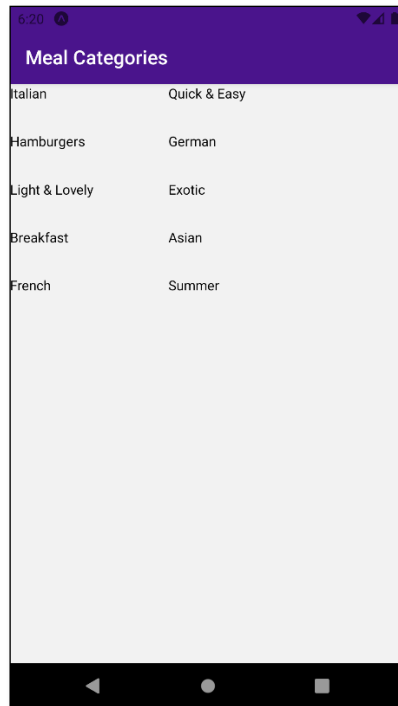 6:20
Meal Categories
Italian Quick & Easy
Hamburgers German
Light & Lovely Exotic
Breakfast Asian
French Summer